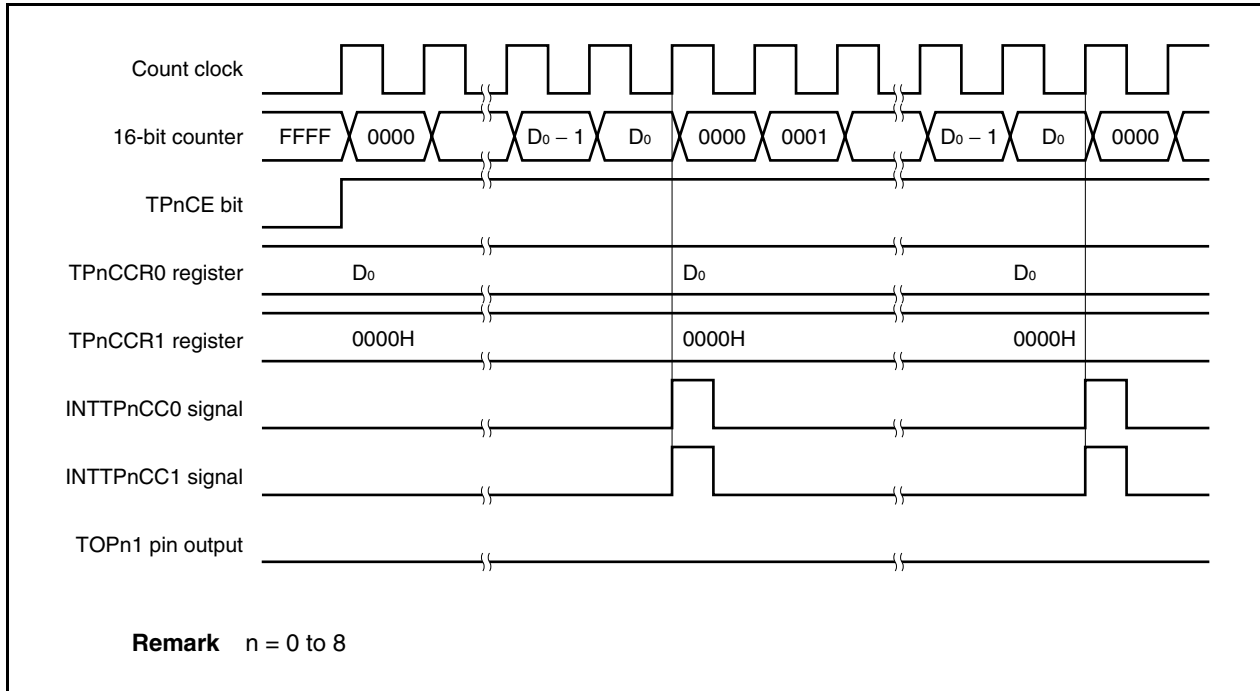 Count clock
16-bit counter FFFF 0000 D₀ – 1 D₀ 0000 0001 D₀ – 1 D₀ 0000
TPnCE bit
TPnCCR0 register D₀ D₀ D₀
TPnCCR1 register 0000H 0000H 0000H
INTTPnCC0 signal
INTTPnCC1 signal
TOPn1 pin output
Remark n = 0 to 8